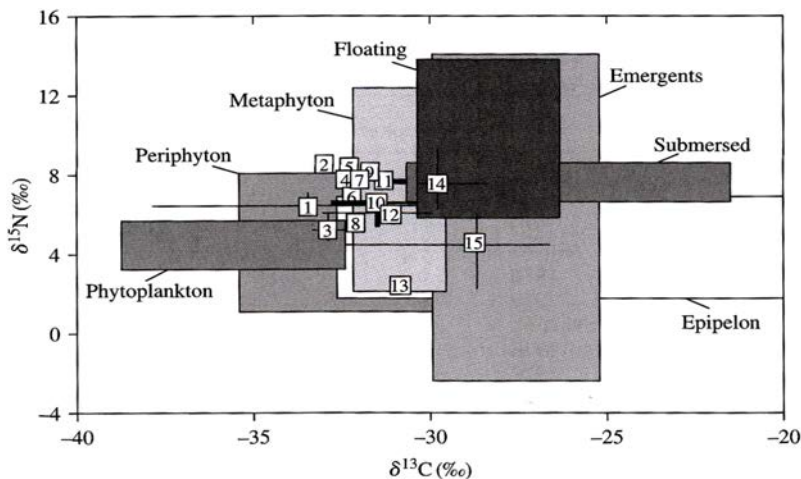 16
Floating
Emergents
12
Metaphyton
Submersed
8
Periphyton
2 5 9
4 7 1 14
6 10
1 12
3 8 15
4
Phytoplankton
13
0
Epipelon
−4
−40 −35 −30 −25 −20
δ¹⁵N (‰)
δ¹³C (‰)